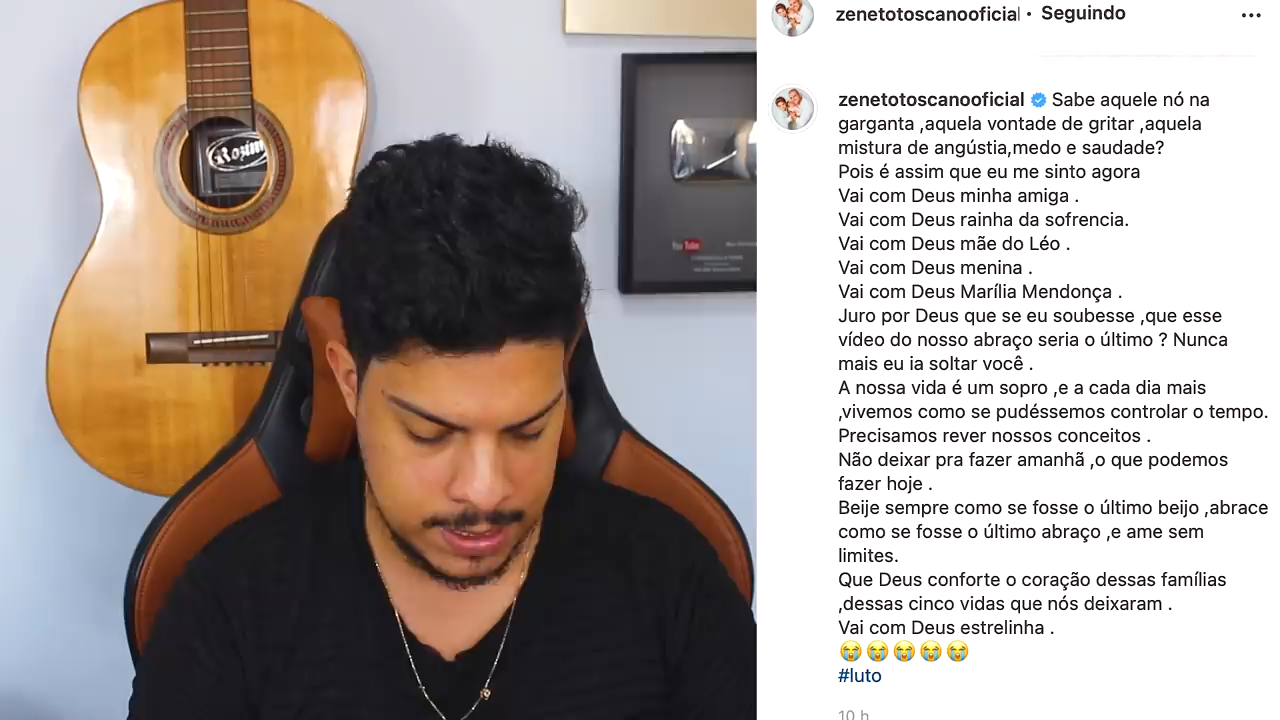 zenetotoscanooficial • Seguindo
zenetotoscanooficial Sabe aquele nó na
garganta ,aquela vontade de gritar ,aquela
mistura de angústia,medo e saudade?
Pois é assim que eu me sinto agora
Vai com Deus minha amiga .
Vai com Deus rainha da sofrencia.
Vai com Deus mãe do Léo .
Vai com Deus menina .
Vai com Deus Marília Mendonça .
Juro por Deus que se eu soubesse ,que esse
vídeo do nosso abraço seria o último ? Nunca
mais eu ia soltar você .
A nossa vida é um sopro ,e a cada dia mais
,vivemos como se pudéssemos controlar o tempo.
Precisamos rever nossos conceitos .
Não deixar pra fazer amanhã ,o que podemos
fazer hoje .
Beije sempre como se fosse o último beijo ,abrace
como se fosse o último abraço ,e ame sem
limites.
Que Deus conforte o coração dessas famílias
,dessas cinco vidas que nós deixaram .
Vai com Deus estrelinha .
😭😭😭😭😭
#luto
10 h
YouTube